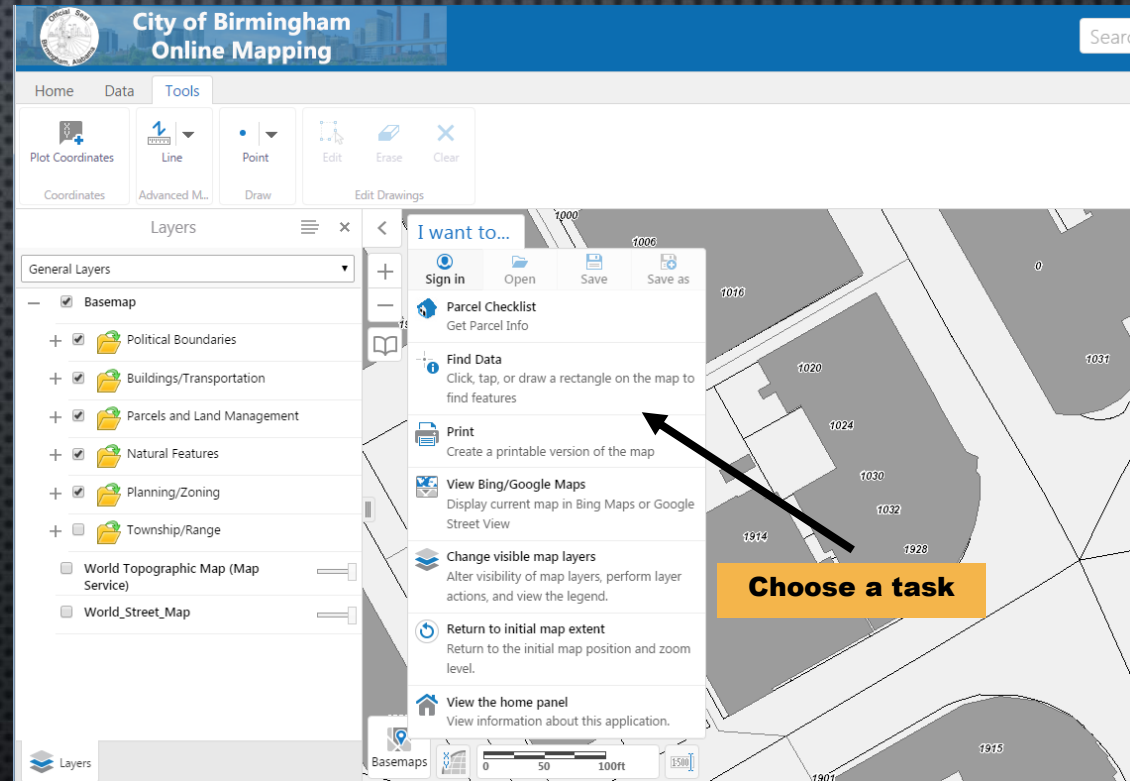 City of Birmingham
Online Mapping
Searc
Home Data Tools
Plot Coordinates
Line
Point
Edit
Erase
Clear
Coordinates
Advanced M...
Draw
Edit Drawings
Layers
General Layers
Basemap
Political Boundaries
Buildings/Transportation
Parcels and Land Management
Natural Features
Planning/Zoning
Township/Range
World Topographic Map (Map
Service)
World_Street_Map
Layers
I want to...
Sign in
Open
Save
Save as
Parcel Checklist
Get Parcel Info
Find Data
Click, tap, or draw a rectangle on the map to
find features
Print
Create a printable version of the map
View Bing/Google Maps
Display current map in Bing Maps or Google
Street View
Change visible map layers
Alter visibility of map layers, perform layer
actions, and view the legend.
Return to initial map extent
Return to the initial map position and zoom
level.
View the home panel
View information about this application.
Basemaps
0 50 100ft
1500
1000
1006
1016
0
1020
1031
1024
1030
1032
1914
1928
Choose a task
1915
1901